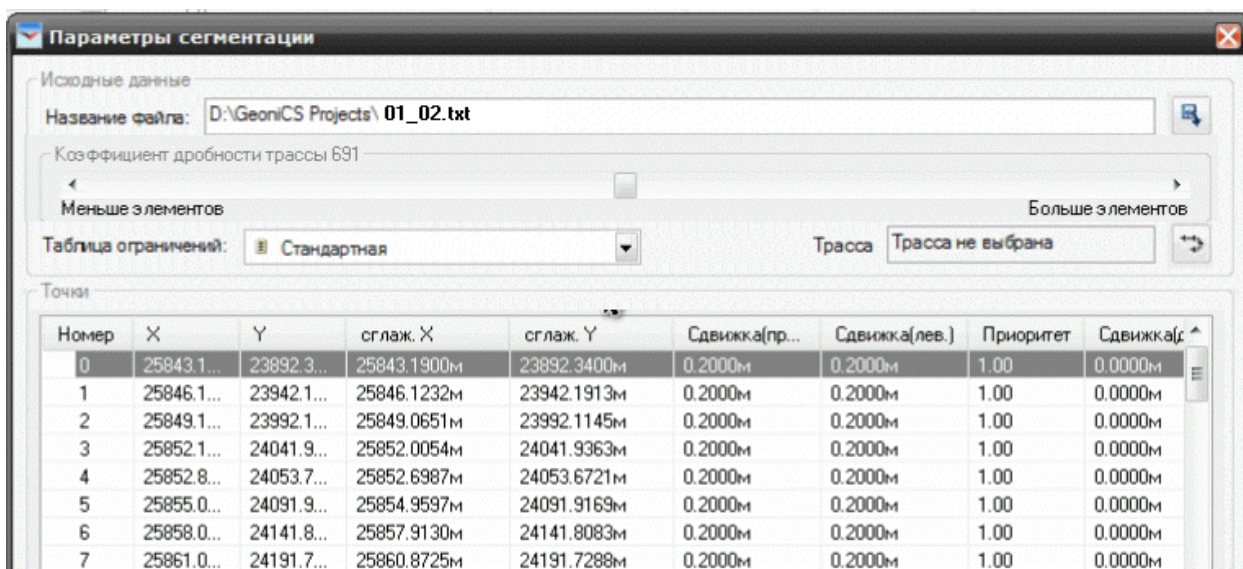 Параметры сегментации
Исходные данные
Название файла: D:\GeoniCS Projects\ 01_02.txt
Коэффициент дробности трассы 691
Меньше элементов Больше элементов
Таблица ограничений: Стандартная Трасса Трасса не выбрана
Точки
Номер X Y сглаж. X сглаж. Y Сдвижка(пр... Сдвижка(лев.) Приоритет Сдвижка(д
0 25843.1... 23892.3... 25843.1900м 23892.3400м 0.2000м 0.2000м 1.00 0.0000м
1 25846.1... 23942.1... 25846.1232м 23942.1913м 0.2000м 0.2000м 1.00 0.0000м
2 25849.1... 23992.1... 25849.0651м 23992.1145м 0.2000м 0.2000м 1.00 0.0000м
3 25852.1... 24041.9... 25852.0054м 24041.9363м 0.2000м 0.2000м 1.00 0.0000м
4 25852.8... 24053.7... 25852.6987м 24053.6721м 0.2000м 0.2000м 1.00 0.0000м
5 25855.0... 24091.9... 25854.9597м 24091.9169м 0.2000м 0.2000м 1.00 0.0000м
6 25858.0... 24141.8... 25857.9130м 24141.8083м 0.2000м 0.2000м 1.00 0.0000м
7 25861.0... 24191.7... 25860.8725м 24191.7288м 0.2000м 0.2000м 1.00 0.0000м